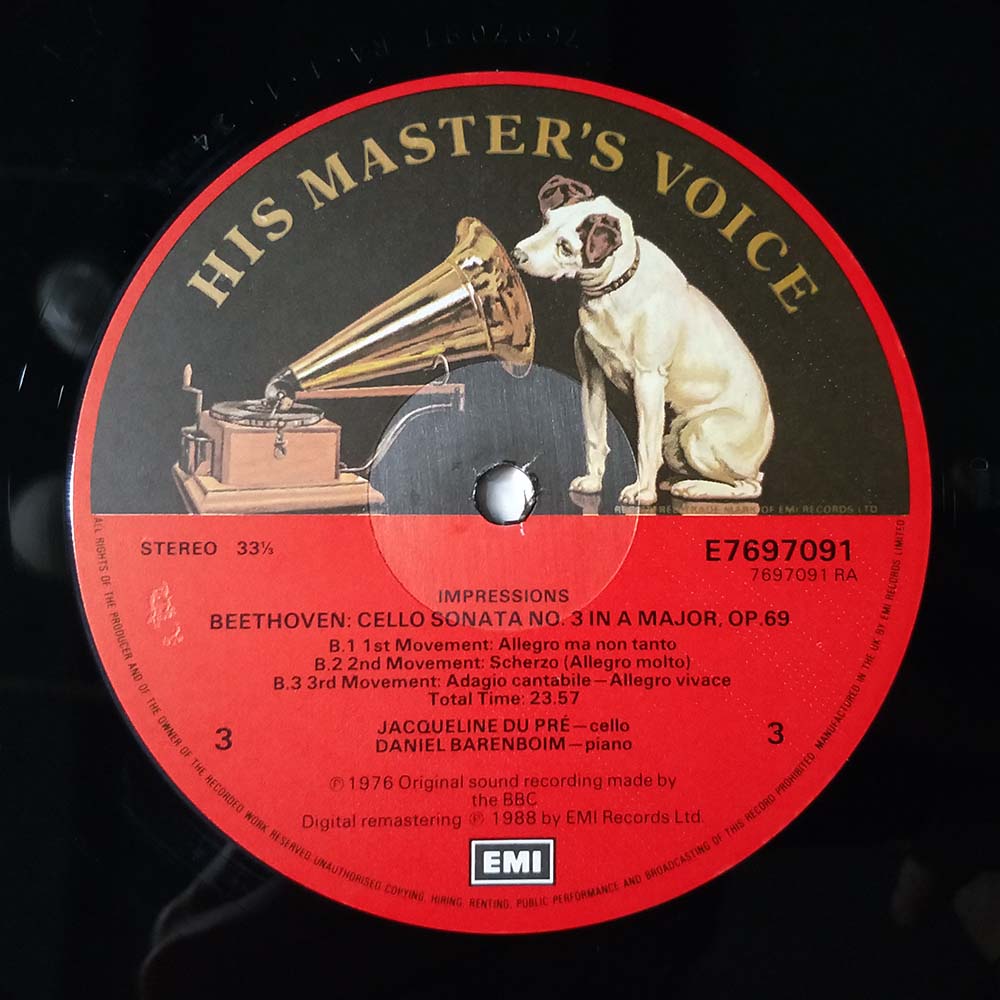 HIS MASTER'S VOICE
REGISTERED TRADE MARK OF EMI RECORDS LTD
STEREO 33⅓
E7697091
7697091 RA
IMPRESSIONS
BEETHOVEN: CELLO SONATA NO. 3 IN A MAJOR, OP.69
B.1 1st Movement: Allegro ma non tanto
B.2 2nd Movement: Scherzo (Allegro molto)
B.3 3rd Movement: Adagio cantabile—Allegro vivace
Total Time: 23.57
3
JACQUELINE DU PRÉ—cello
DANIEL BARENBOIM—piano
3
℗ 1976 Original sound recording made by
the BBC
Digital remastering ℗ 1988 by EMI Records Ltd.
EMI
ALL RIGHTS OF THE PRODUCER AND OF THE OWNER OF THE RECORDED WORK RESERVED. UNAUTHORISED COPYING, HIRING, RENTING, PUBLIC PERFORMANCE AND BROADCASTING OF THIS RECORD PROHIBITED. MANUFACTURED IN THE UK BY EMI RECORDS LIMITED